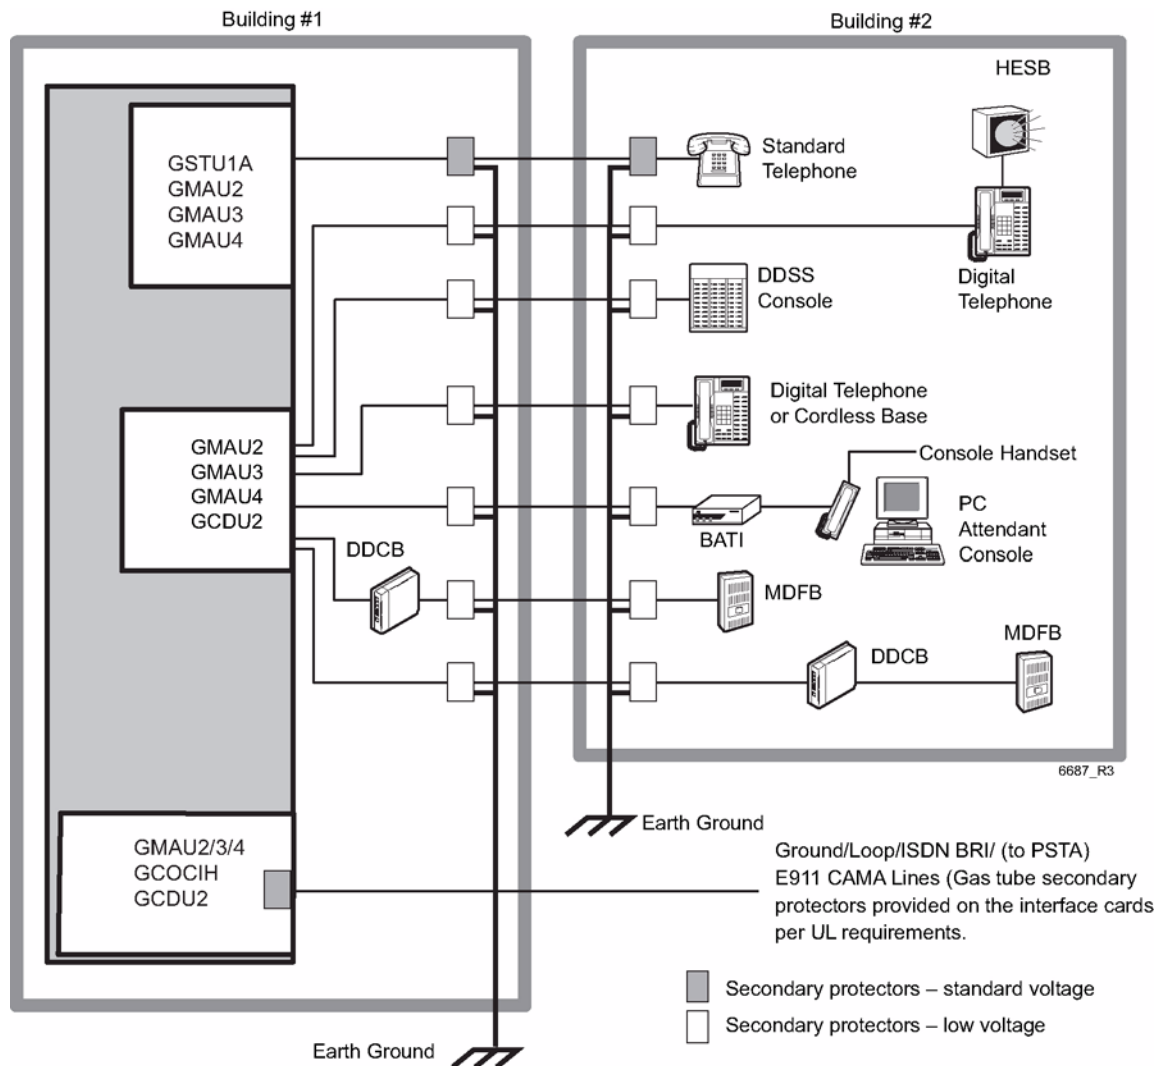 Building #1
Building #2
HESB
GSTU1A
GMAU2
GMAU3
GMAU4
Standard
Telephone
DDSS
Console
Digital
Telephone
Digital Telephone
or Cordless Base
GMAU2
GMAU3
GMAU4
GCDU2
Console Handset
PC
Attendant
Console
BATI
DDCB
MDFB
DDCB
MDFB
6687_R3
Earth Ground
GMAU2/3/4
GCOCIH
GCDU2
Ground/Loop/ISDN BRI/ (to PSTA)
E911 CAMA Lines (Gas tube secondary
protectors provided on the interface cards
per UL requirements.
Secondary protectors – standard voltage
Secondary protectors – low voltage
Earth Ground